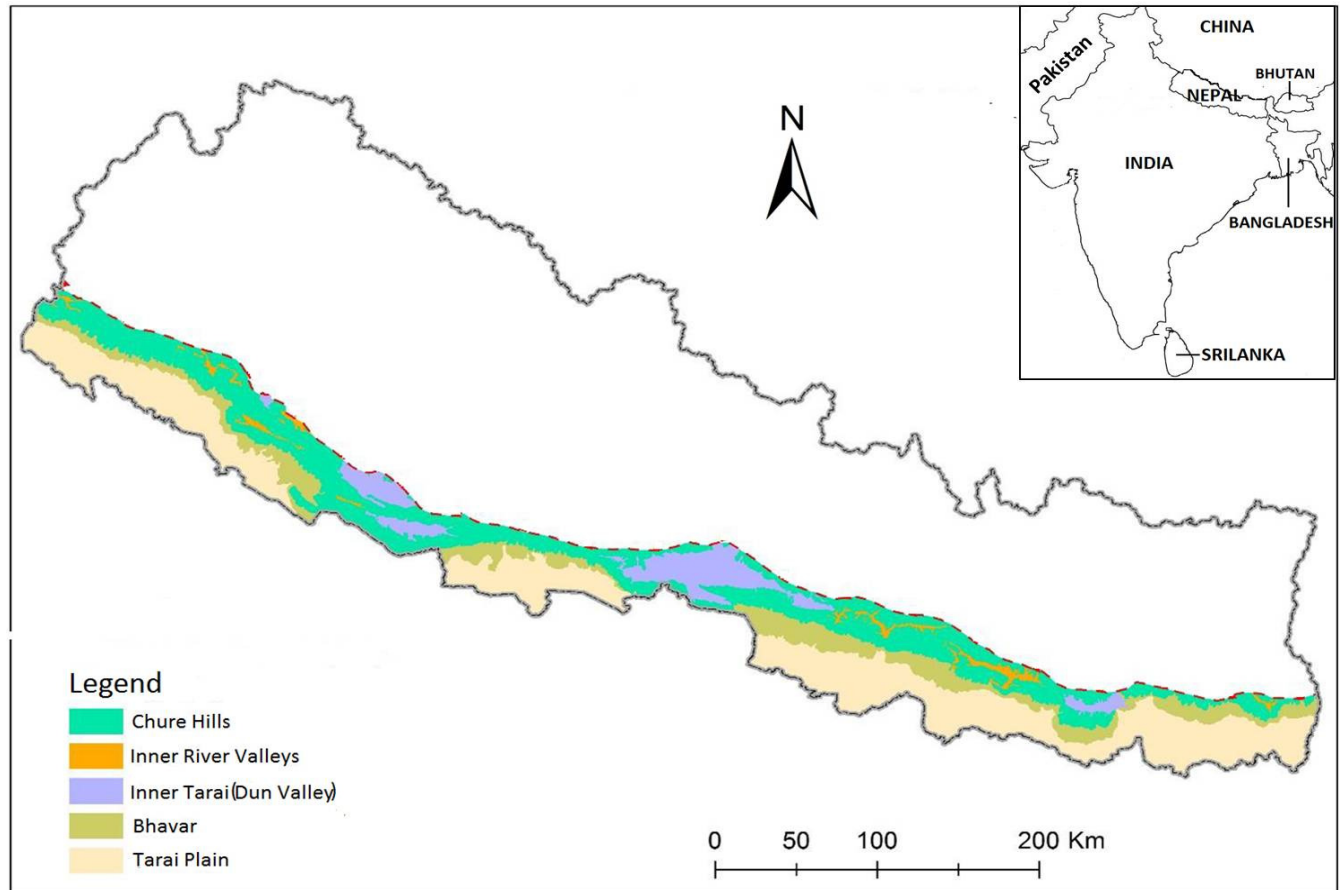 N
CHINA
Pakistan
BHUTAN
NEPAL
INDIA
BANGLADESH
SRILANKA
Legend
Chure Hills
Inner River Valleys
Inner Tarai(Dun Valley)
Bhavar
Tarai Plain
0 50 100 200 Km